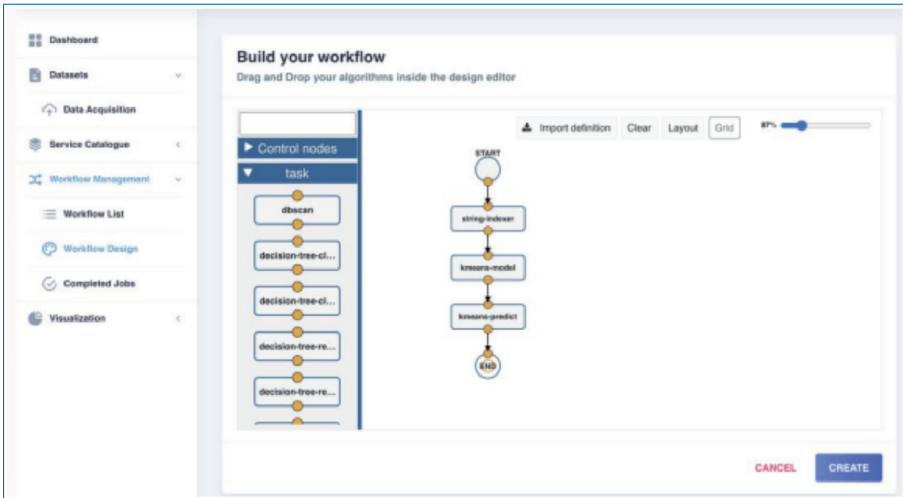 Dashboard
Datasets
Data Acquisition
Service Catalogue
Workflow Management
Workflow List
Workflow Design
Completed Jobs
Visualization
Build your workflow
Drag and Drop your algorithms inside the design editor
Control nodes
task
dbscan
decision-tree-cl...
decision-tree-cl...
decision-tree-re...
decision-tree-re...
Import definition Clear Layout Grid 87%
START
string-indexer
kmeans-model
kmeans-predict
END
CANCEL CREATE